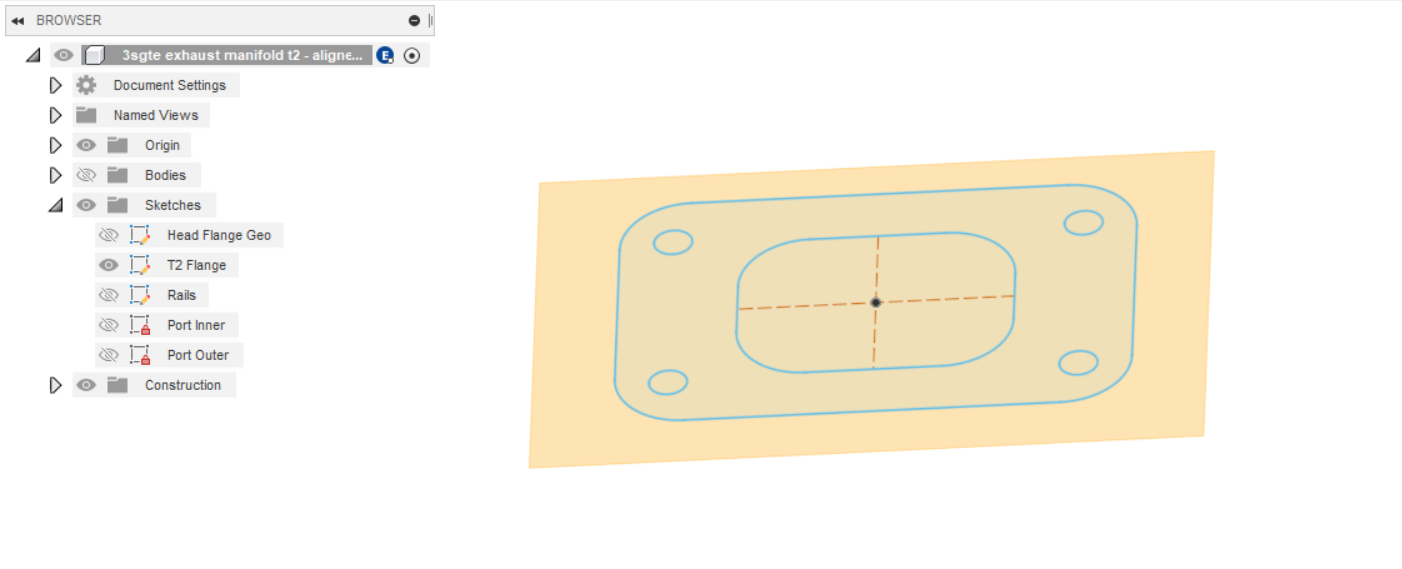 BROWSER
3sgte exhaust manifold t2 - aligne...
E
Document Settings
Named Views
Origin
Bodies
Sketches
Head Flange Geo
T2 Flange
Rails
Port Inner
Port Outer
Construction